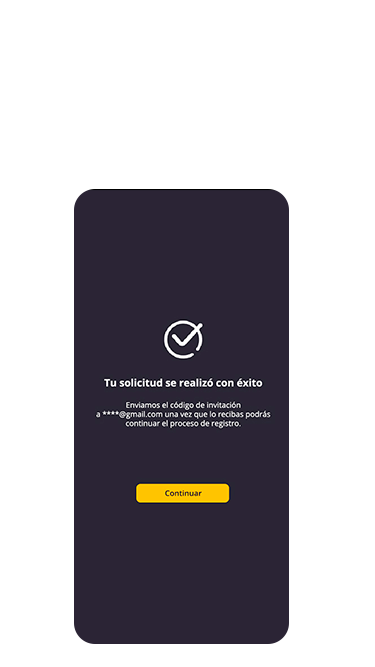 Tu solicitud se realizó con éxito
Enviamos el código de invitación
a ****@gmail.com una vez que lo recibas podrás
continuar el proceso de registro.
Continuar